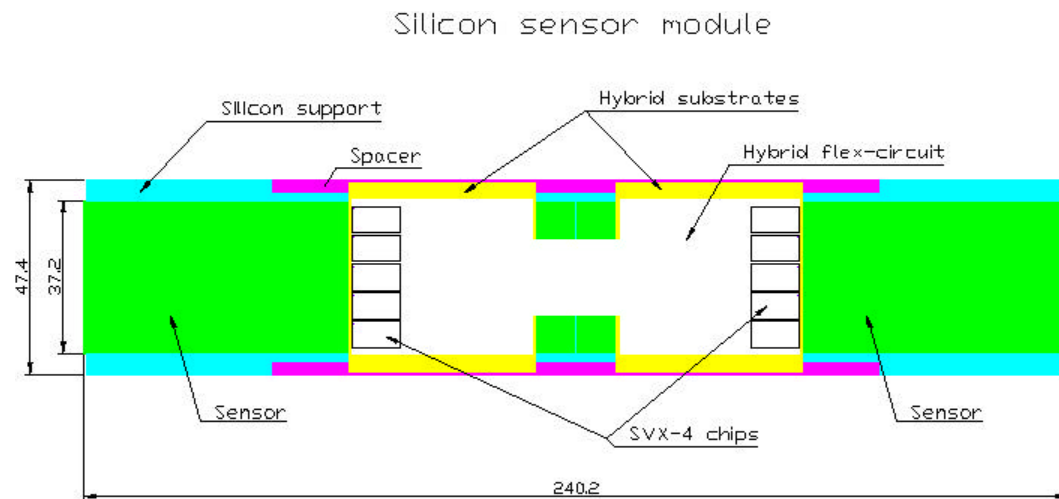 Silicon sensor module
Hybrid substrates
Silicon support
Spacer
Hybrid flex-circuit
47.4
37.2
Sensor
SVX-4 chips
Sensor
240.2